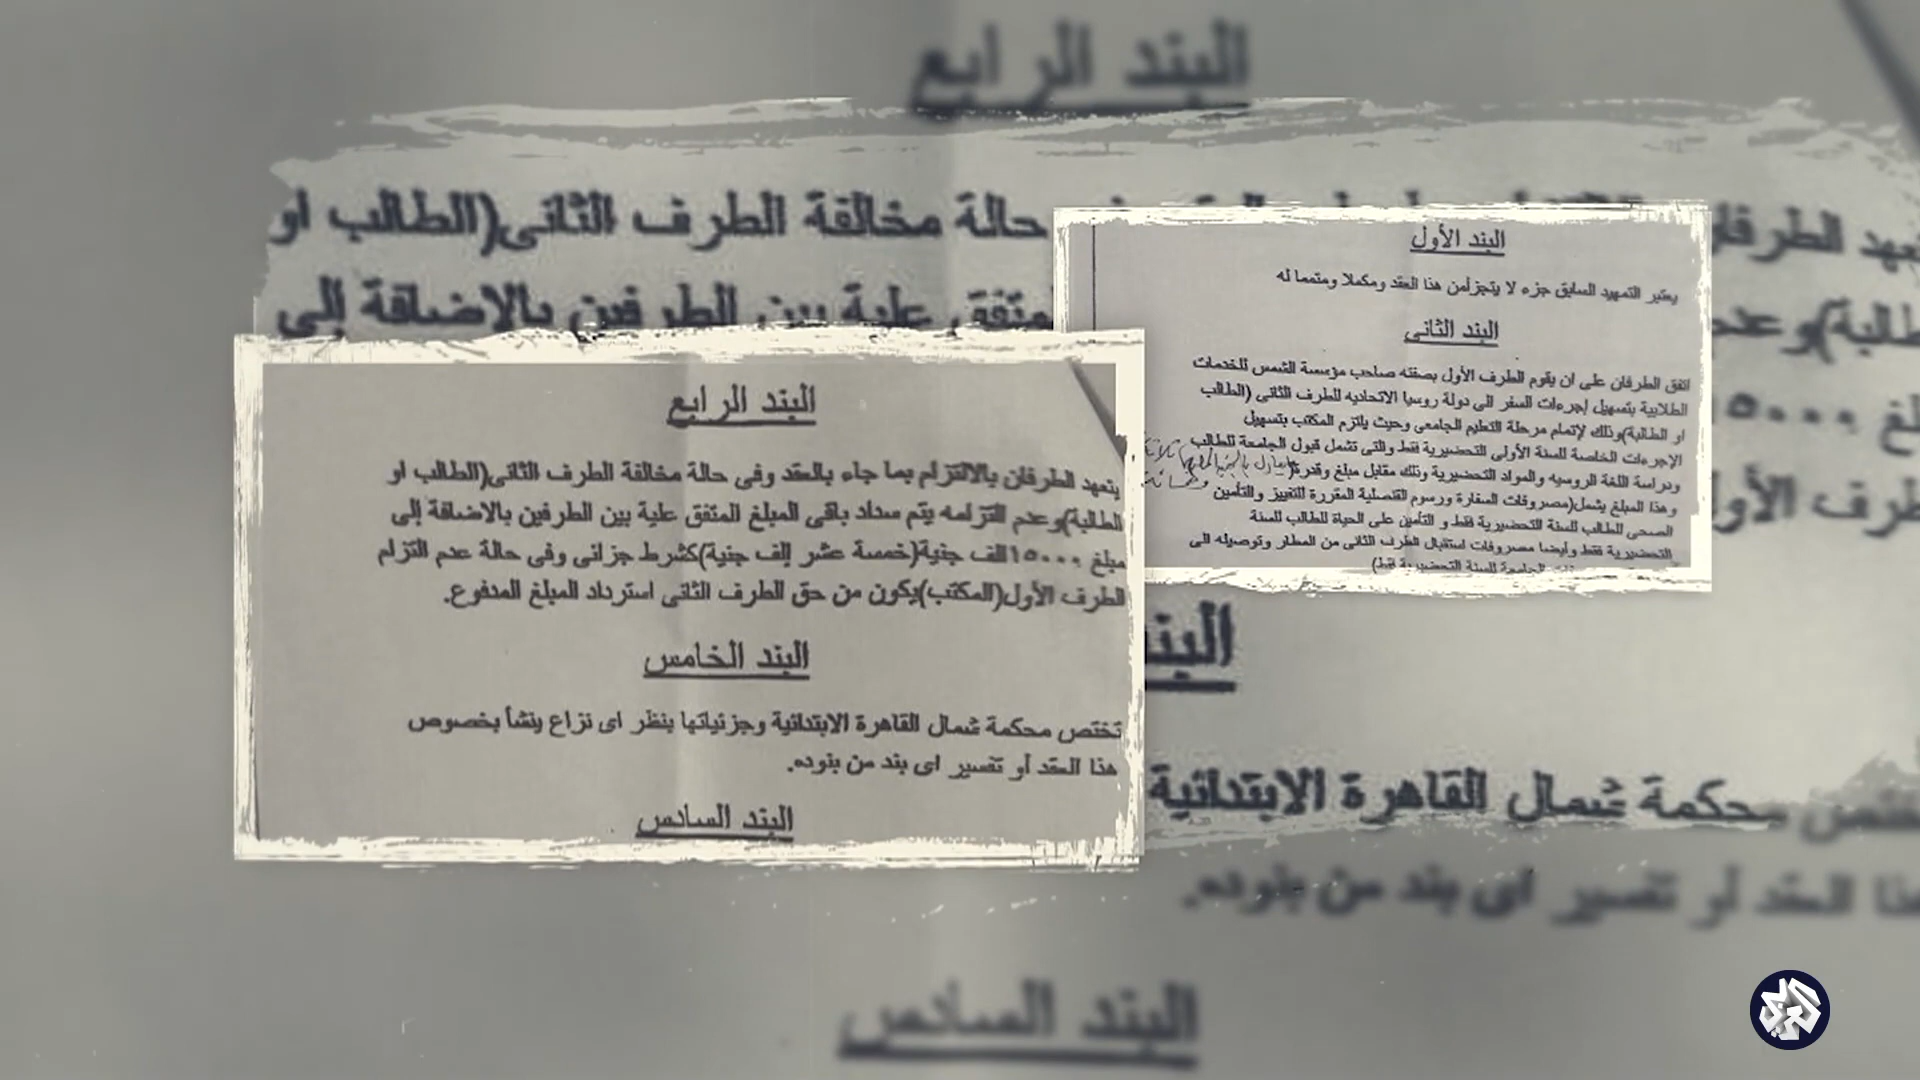 البند الرابع
حالة مخالفة الطرف الثانى(الطالب او
متفق علية بين الطرفين بالاضافة إلى
البند الأول
يعتبر التمهيد السابق جزء لا يتجزأمن هذا العقد ومكملا ومتمما له
البند الثانى
اتفق الطرفان على ان يقوم الطرف الأول بصفته صاحب مؤسسة الشمس للخدمات
الطلابية بتسهيل إجرءات السفر الى دولة روسيا الاتحاديه للطرف الثانى (الطالب
او الطالبة)وذلك لإتمام مرحلة التعليم الجامعى وحيث يلتزم المكتب بتسهيل
الإجرءات الخاصة للسنة الأولى التحضيرية فقط والتى تشمل قبول الجامعة للطالب
ودراسة اللغة الروسيه والمواد التحضيرية وذلك مقابل مبلغ وقدرة(
وهذا المبلغ يشمل(مصروفات السفارة ورسوم القنصلية المقررة للتفييز والتأمين
الصحى للطالب للسنة التحضيرية فقط و التأمين على الحياة للطالب للسنة
التحضيرية فقط وأيضا مصروفات استقبال الطرف الثانى من المطار وتوصيله الى
الجامعة للسنة التحضيرية فقط)
البند الرابع
يتعهد الطرفان بالالتزام بما جاء بالعقد وفى حالة مخالفة الطرف الثانى(الطالب او
الطالبة)وعدم التزامه يتم سداد باقى المبلغ المتفق علية بين الطرفين بالاضافة إلى
مبلغ ١٥٠٠٠الف جنية(خمسة عشر إلف جنية)كشرط جزائى وفى حالة عدم التزام
الطرف الأول(المكتب)يكون من حق الطرف الثانى استرداد المبلغ المدفوع.
البند الخامس
تختص محكمة شمال القاهرة الابتدائية وجزئياتها بنظر اى نزاع ينشأ بخصوص
هذا العقد أو تفسير اى بند من بنوده.
البند السادس
محكمة شمال القاهرة الابتدائية
هذا العقد أو تفسير اى بند من بنوده.
البند السادس